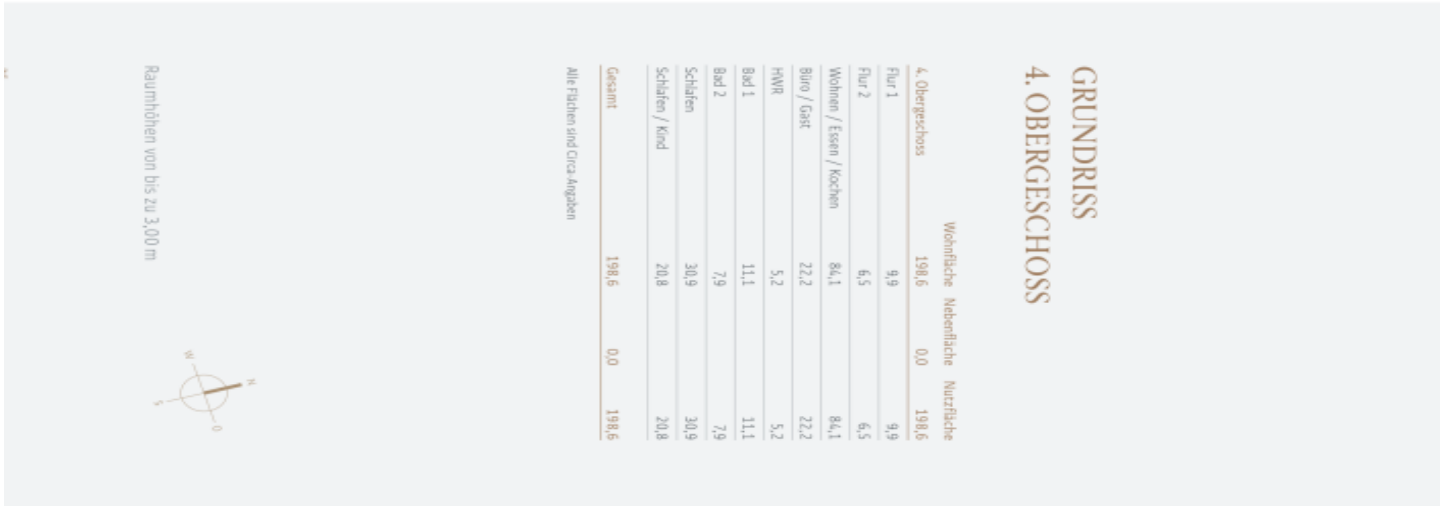 GRUNDRISS
4. OBERGESCHOSS
Wohnfläche Nebenfläche Nutzfläche
4. Obergeschoss 198,6 0,0 198,6
Flur 1 9,9 9,9
Flur 2 6,5 6,5
Wohnen / Essen / Kochen 84,1 84,1
Büro / Gast 22,2 22,2
HWR 5,2 5,2
Bad 1 11,1 11,1
Bad 2 7,9 7,9
Schlafen 30,9 30,9
Schlafen / Kind 20,8 20,8
Gesamt 198,6 0,0 198,6
Alle Flächen sind Circa-Angaben
Raumhöhen von bis zu 3,00 m
N
W
O
S